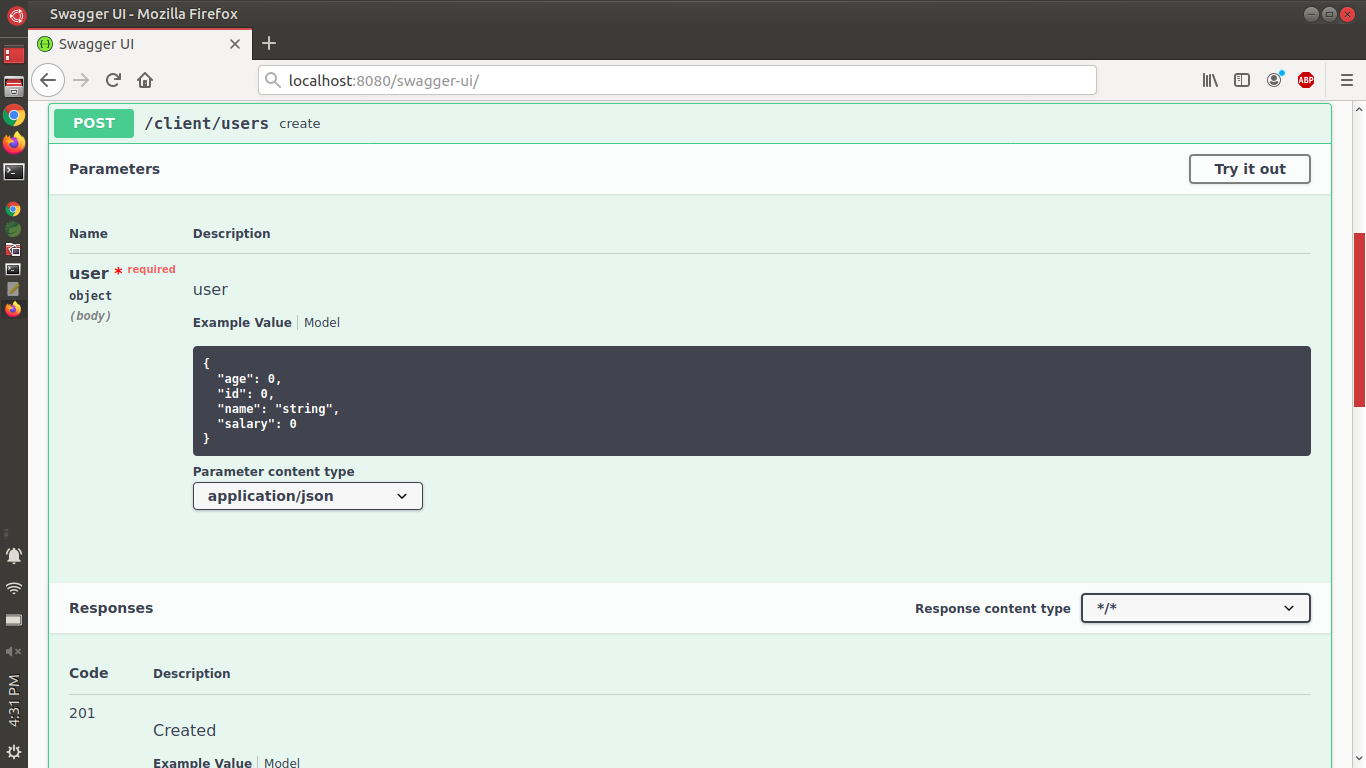 Swagger UI - Mozilla Firefox
Swagger UI
localhost:8080/swagger-ui/
ABP
POST /client/users create
Parameters
Try it out
Name Description
user * required
object
(body)
user
Example Value Model
{
"age": 0,
"id": 0,
"name": "string",
"salary": 0
}
Parameter content type
application/json
Responses
Response content type */*
Code Description
201
Created
Example Value Model
4:31 PM